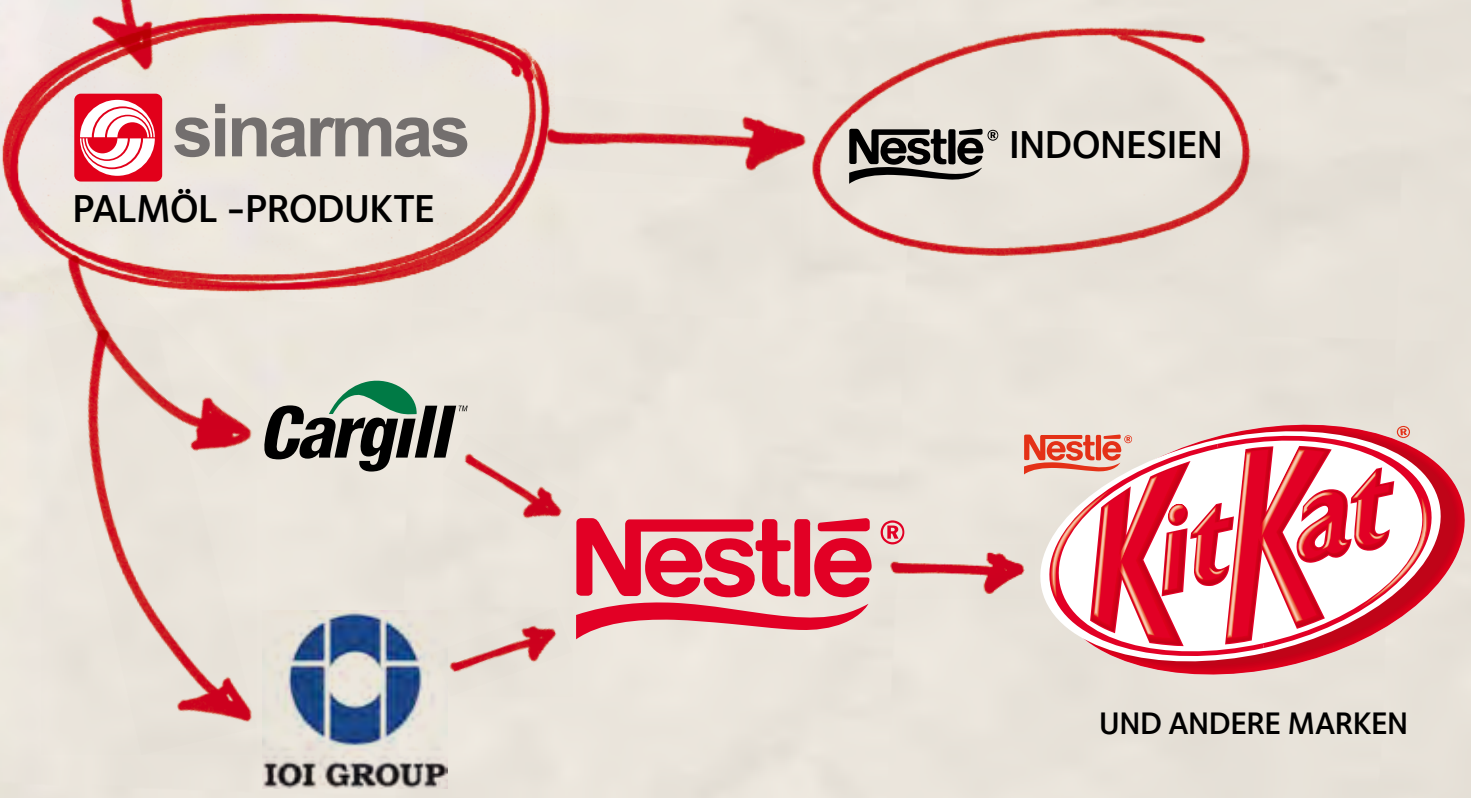 sinarmas
PALMÖL -PRODUKTE
Nestlé® INDONESIEN
Cargill™
Nestlé®
Nestlé®
KitKat®
UND ANDERE MARKEN
IOI GROUP